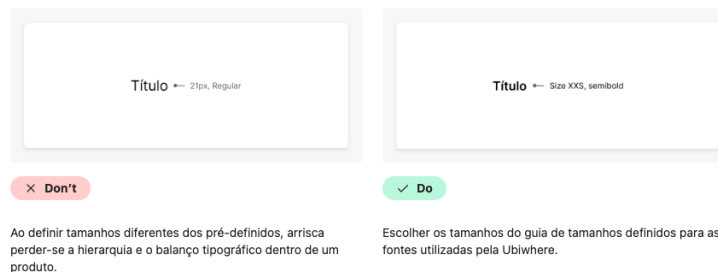 Título 21px, Regular
Título Size XXS, semibold
Don't
Do
Ao definir tamanhos diferentes dos pré-definidos, arrisca
perder-se a hierarquia e o balanço tipográfico dentro de um
produto.
Escolher os tamanhos do guia de tamanhos definidos para as
fontes utilizadas pela Ubiwhere.